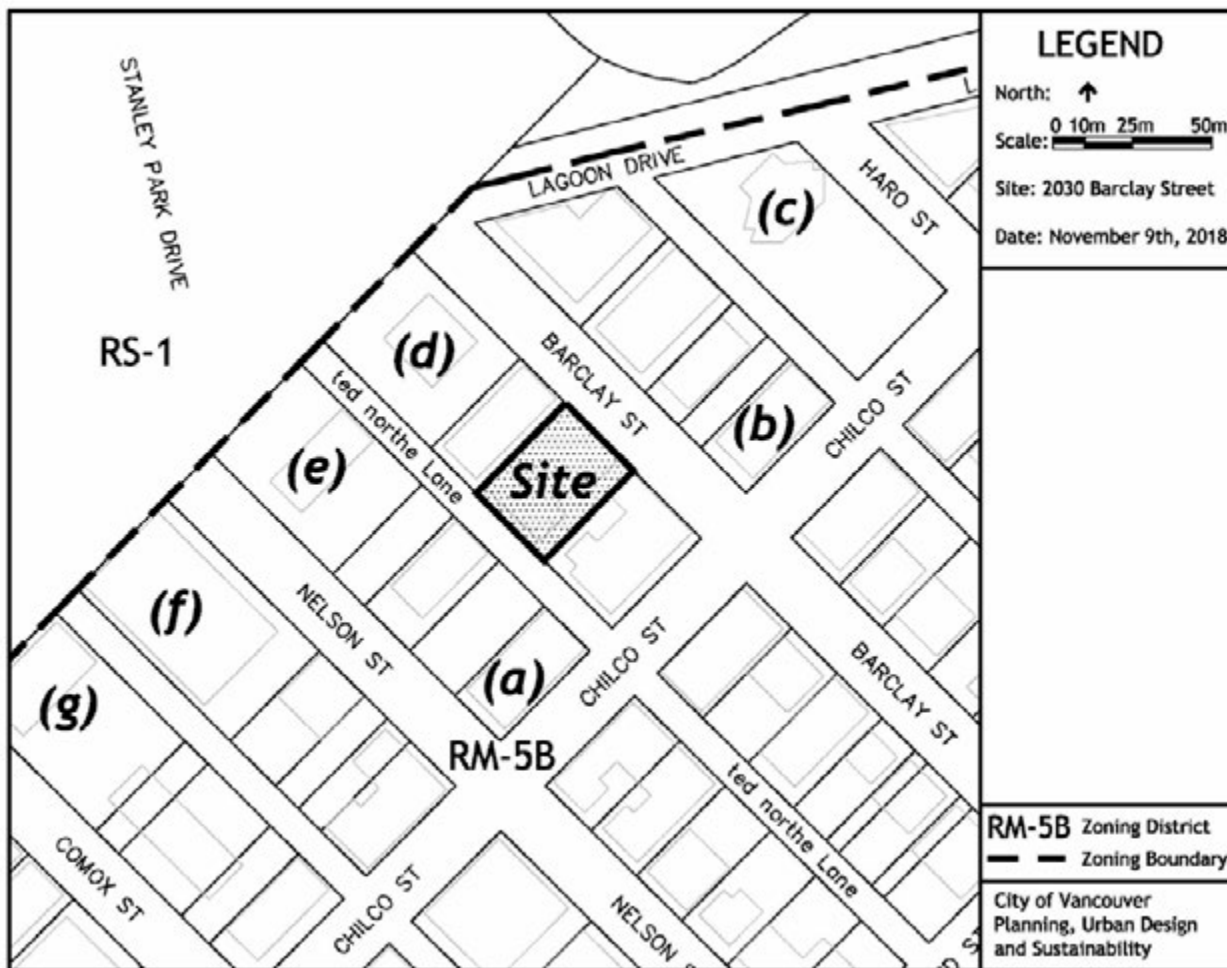 STANLEY PARK DRIVE
RS-1
LAGOON DRIVE
HARO ST
(c)
(d)
BARCLAY ST
ted northe Lane
(b)
CHILCO ST
(e)
Site
NELSON ST
(f)
(a)
CHILCO ST
(g)
RM-5B
BARCLAY ST
ted northe Lane
COMOX ST
CHILCO ST
NELSON S
LEGEND
North:
Scale: 0 10m 25m 50m
Site: 2030 Barclay Street
Date: November 9th, 2018
RM-5B Zoning District
Zoning Boundary
City of Vancouver
Planning, Urban Design
and Sustainability